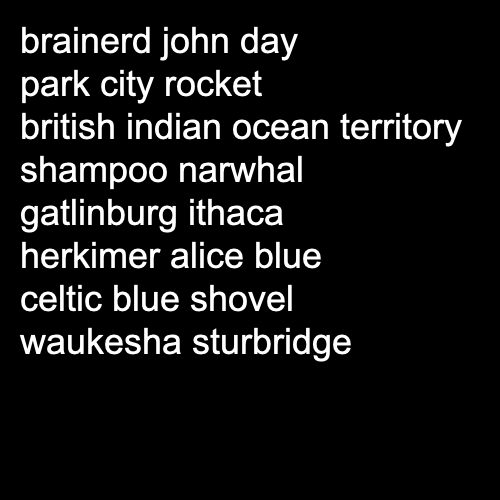 brainerd john day
park city rocket
british indian ocean territory
shampoo narwhal
gatlinburg ithaca
herkimer alice blue
celtic blue shovel
waukesha sturbridge